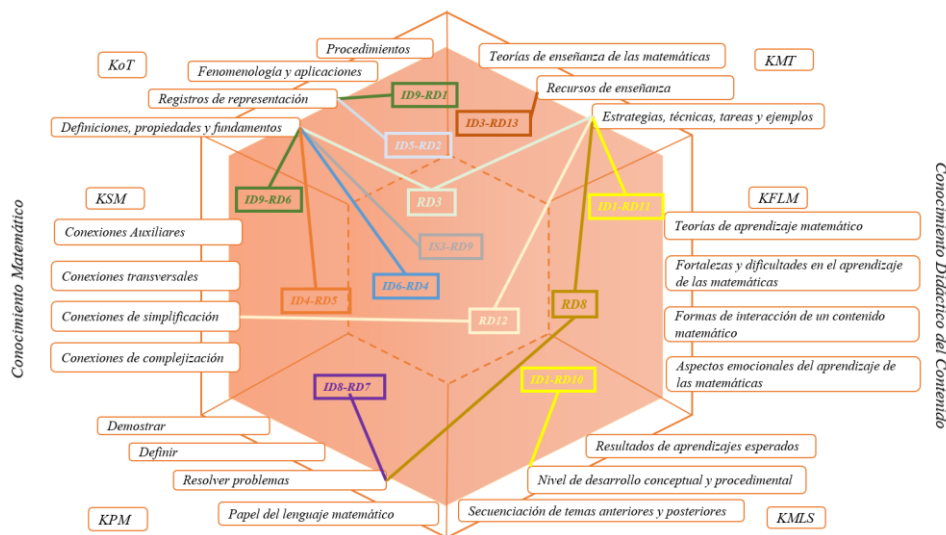 Procedimientos
Teorías de enseñanza de las matemáticas
KoT
KMT
Fenomenología y aplicaciones
Recursos de enseñanza
Registros de representación
ID9-RD1
ID3-RD13
Estrategias, técnicas, tareas y ejemplos
Definiciones, propiedades y fundamentos
ID5-RD2
KSM
ID9-RD6
RD3
ID1-RD11
KFLM
Conexiones Auxiliares
IS3-RD9
Teorías de aprendizaje matemático
Conexiones transversales
ID4-RD5
ID6-RD4
RD8
Fortalezas y dificultades en el aprendizaje
de las matemáticas
Conexiones de simplificación
RD12
Formas de interacción de un contenido
matemático
Conexiones de complejización
ID8-RD7
ID1-RD10
Aspectos emocionales del aprendizaje de
las matemáticas
Conocimiento Matemático
Conocimiento Didáctico del Contenido
Demostrar
Resultados de aprendizajes esperados
Definir
Resolver problemas
Nivel de desarrollo conceptual y procedimental
KPM
Papel del lenguaje matemático
Secuenciación de temas anteriores y posteriores
KMLS